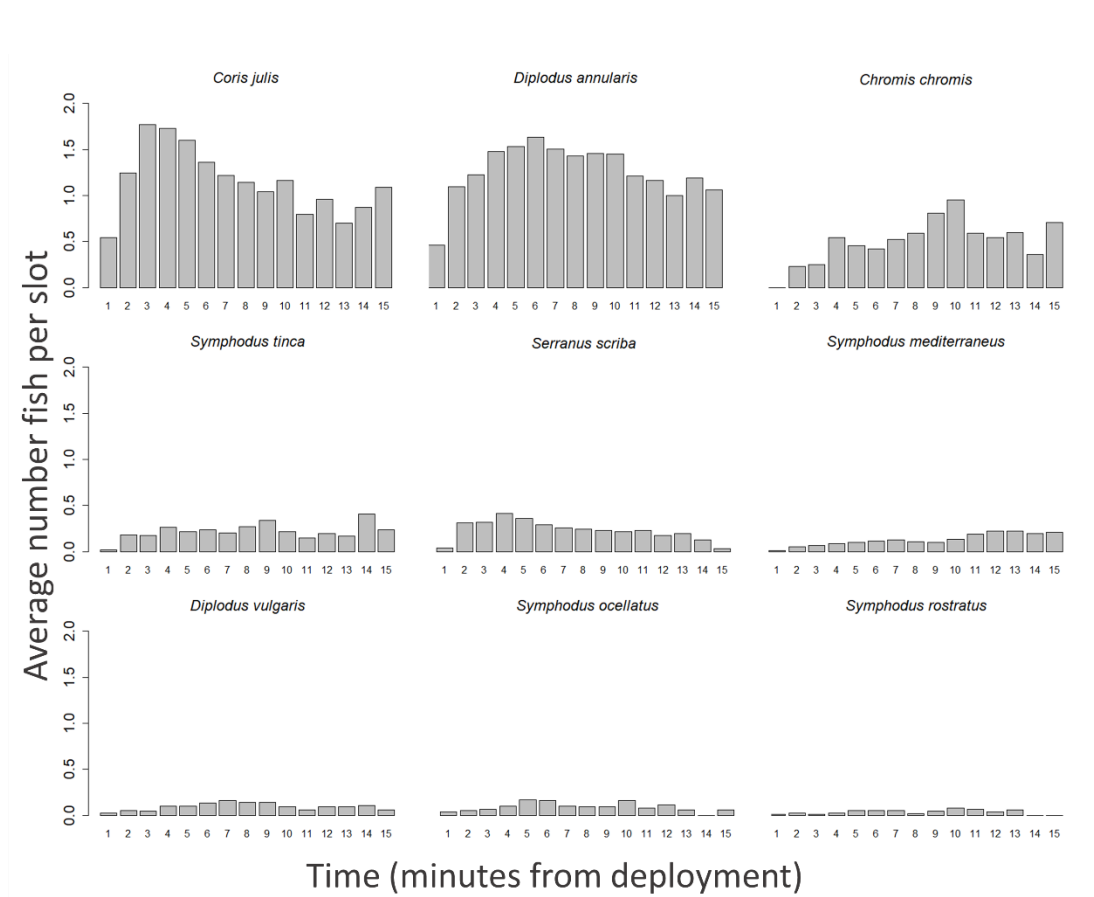 Coris julis
Diplodus annularis
Chromis chromis
2.0
1.5
1.0
0.5
0.0
1 2 3 4 5 6 7 8 9 10 11 12 13 14 15
1 2 3 4 5 6 7 8 9 10 11 12 13 14 15
1 2 3 4 5 6 7 8 9 10 11 12 13 14 15
Symphodus tinca
Serranus scriba
Symphodus mediterraneus
2.0
1.5
1.0
0.5
0.0
1 2 3 4 5 6 7 8 9 10 11 12 13 14 15
1 2 3 4 5 6 7 8 9 10 11 12 13 14 15
1 2 3 4 5 6 7 8 9 10 11 12 13 14 15
Diplodus vulgaris
Symphodus ocellatus
Symphodus rostratus
2.0
1.5
1.0
0.5
0.0
1 2 3 4 5 6 7 8 9 10 11 12 13 14 15
1 2 3 4 5 6 7 8 9 10 11 12 13 14 15
1 2 3 4 5 6 7 8 9 10 11 12 13 14 15
Average number fish per slot
Time (minutes from deployment)